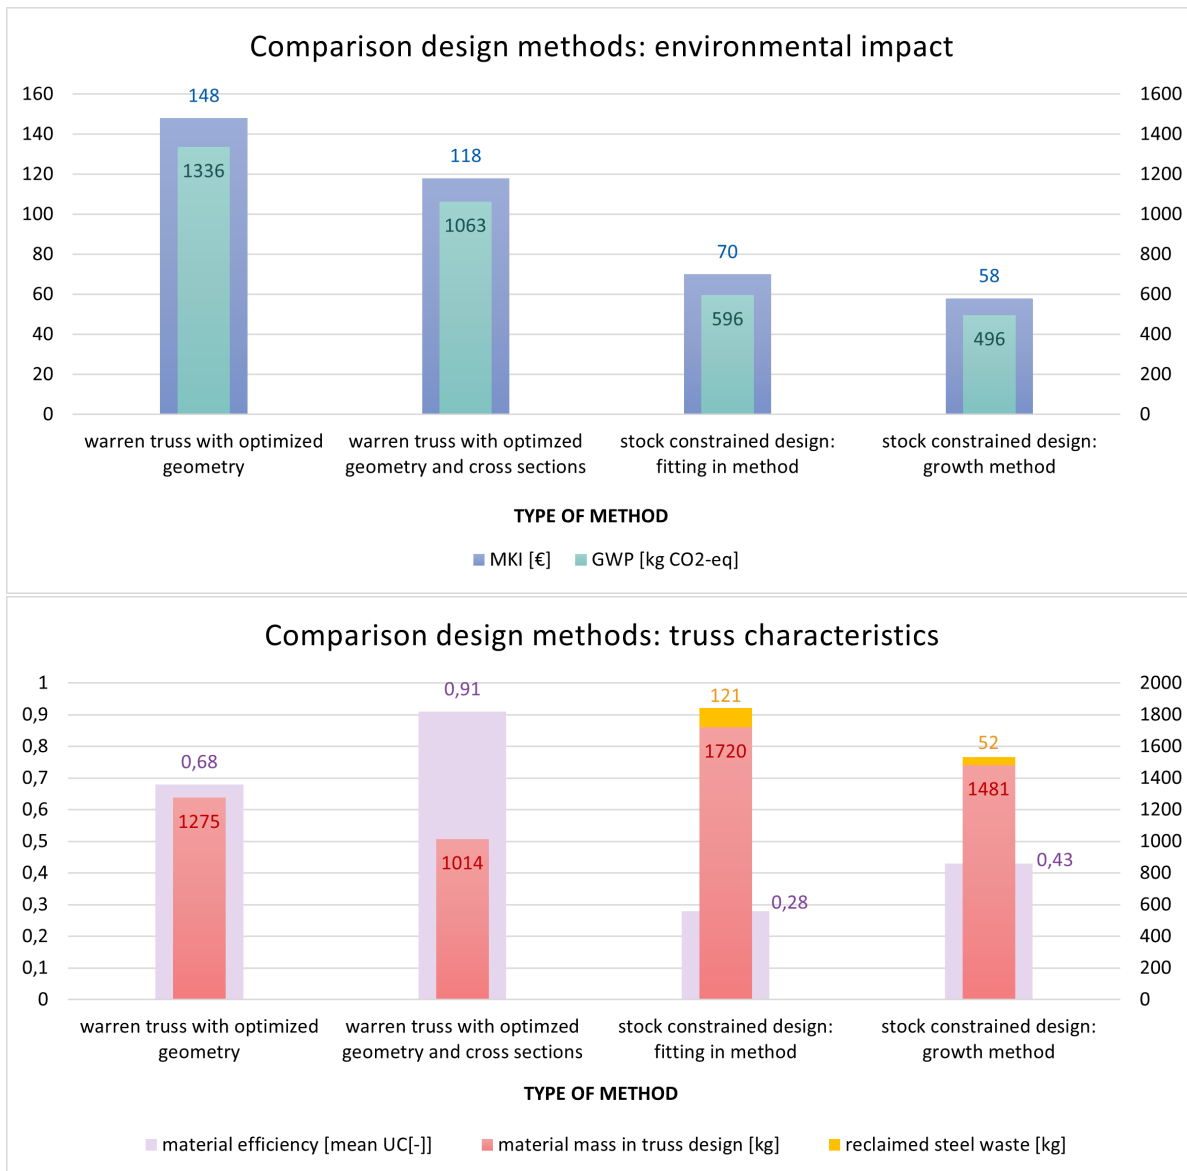 Comparison design methods: environmental impact
160 1600
148
140 1400
1336
120 118 1200
1063
100 1000
80 800
70
60 58 600
596
496
40 400
20 200
0 0
warren truss with optimized warren truss with optimzed stock constrained design: stock constrained design:
geometry geometry and cross sections fitting in method growth method
TYPE OF METHOD
MKI [€] GWP [kg CO2-eq]
Comparison design methods: truss characteristics
1 0,91 121 2000
0,9 1800
1720
0,8 52 1600
0,68
1481
0,7 1400
1275
0,6 1200
0,5 1000
1014
0,4 0,43 800
0,3 0,28 600
0,2 400
0,1 200
0 0
warren truss with optimized warren truss with optimzed stock constrained design: stock constrained design:
geometry geometry and cross sections fitting in method growth method
TYPE OF METHOD
material efficiency [mean UC[-]] material mass in truss design [kg] reclaimed steel waste [kg]